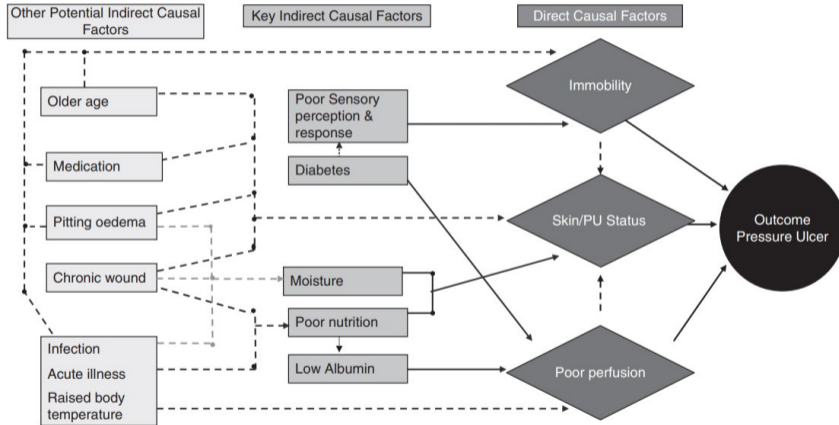 Other Potential Indirect Causal
Factors
Key Indirect Causal Factors
Direct Causal Factors
Older age
Medication
Pitting oedema
Chronic wound
Infection
Acute illness
Raised body
temperature
Poor Sensory
perception &
response
Diabetes
Moisture
Poor nutrition
Low Albumin
Immobility
Skin/PU Status
Poor perfusion
Outcome
Pressure Ulcer